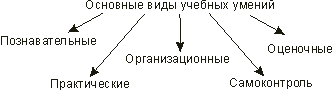 Основные виды учебных умений
Познавательные
Оценочные
Организационные
Практические
Самоконтроль